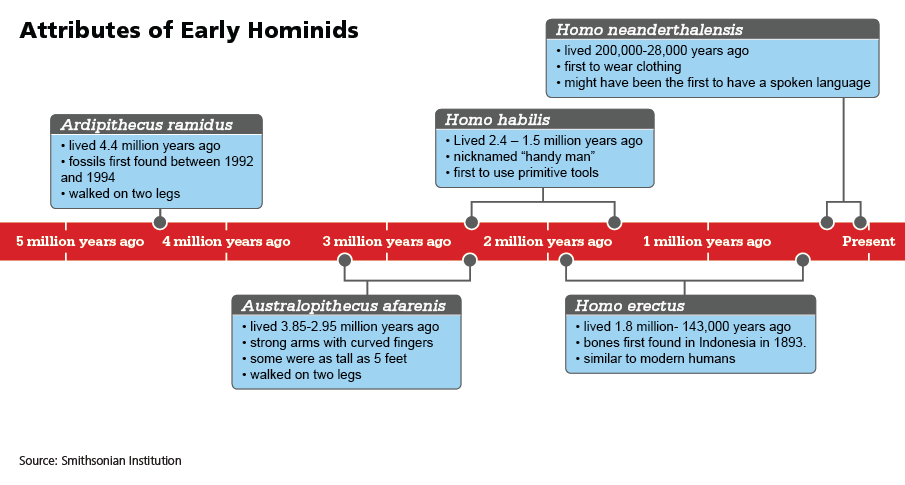 Attributes of Early Hominids
Homo neanderthalensis
• lived 200,000-28,000 years ago
• first to wear clothing
• might have been the first to have a spoken language
Ardipithecus ramidus
• lived 4.4 million years ago
• fossils first found between 1992
and 1994
• walked on two legs
Homo habilis
• Lived 2.4 – 1.5 million years ago
• nicknamed “handy man”
• first to use primitive tools
5 million years ago 4 million years ago 3 million years ago 2 million years ago 1 million years ago Present
Australopithecus afarenis
• lived 3.85-2.95 million years ago
• strong arms with curved fingers
• some were as tall as 5 feet
• walked on two legs
Homo erectus
• lived 1.8 million- 143,000 years ago
• bones first found in Indonesia in 1893.
• similar to modern humans
Source: Smithsonian Institution